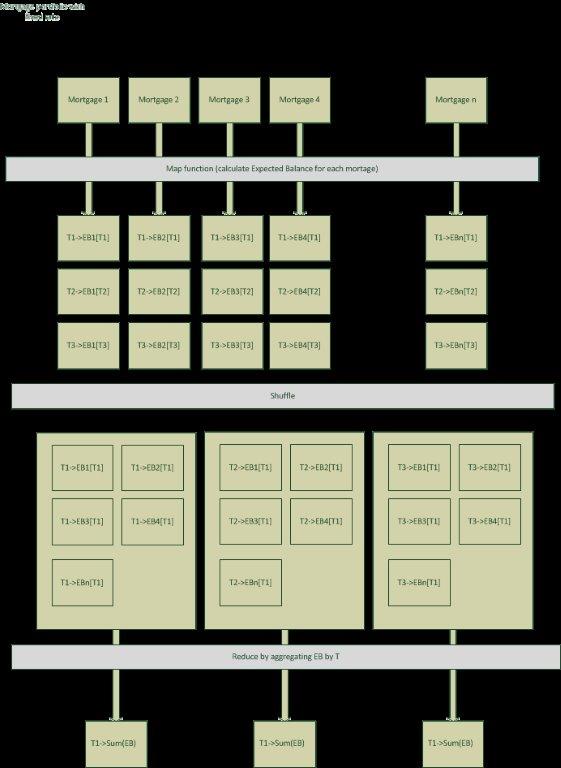 Mortgage portfolio with
fixed rate
Mortgage 1
Mortgage 2
Mortgage 3
Mortgage 4
Mortgage n
Map function (calculate Expected Balance for each mortage)
T1->EB1[T1]
T1->EB2[T1]
T1->EB3[T1]
T1->EB4[T1]
T1->EBn[T1]
T2->EB1[T2]
T2->EB2[T2]
T2->EB3[T2]
T2->EB4[T2]
T2->EBn[T2]
T3->EB1[T3]
T3->EB2[T3]
T3->EB3[T3]
T3->EB4[T3]
T3->EBn[T3]
Shuffle
T1->EB1[T1]
T1->EB2[T1]
T1->EB3[T1]
T1->EB4[T1]
T1->EBn[T1]
T2->EB1[T1]
T2->EB2[T1]
T2->EB3[T1]
T2->EB4[T1]
T2->EBn[T1]
T3->EB1[T1]
T3->EB2[T1]
T3->EB3[T1]
T3->EB4[T1]
T3->EBn[T1]
Reduce by aggregating EB by T
T1->Sum(EB)
T1->Sum(EB)
T1->Sum(EB)